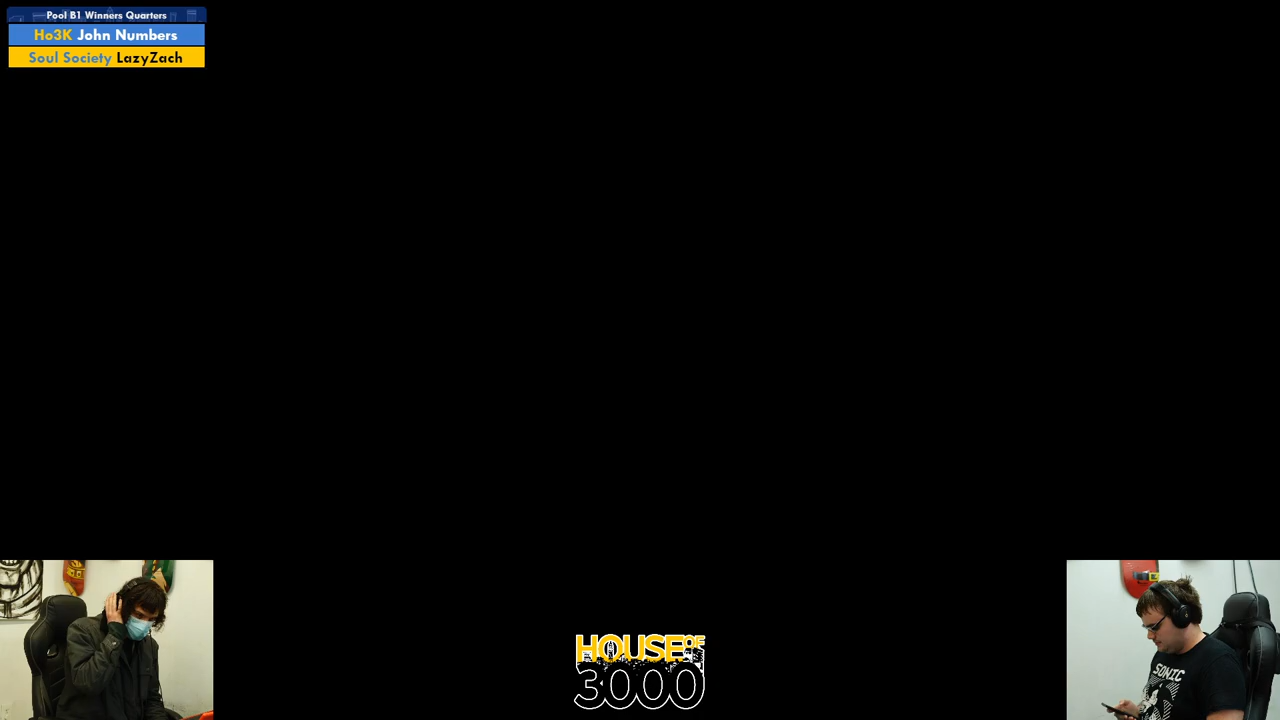 Pool B1 Winners Quarters
Ho3K John Numbers
Soul Society LazyZach
HOUSE OF
3000
SONIC